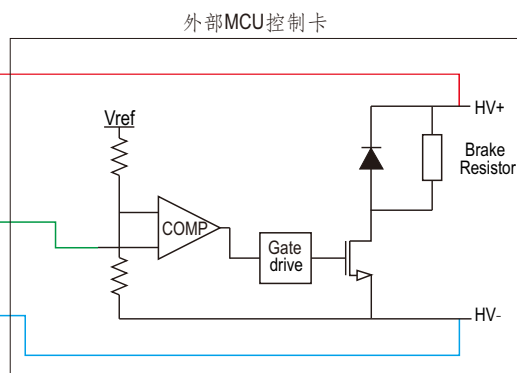 外部MCU控制卡
Vref
HV+
Brake
Resistor
COMP
Gate
drive
HV-